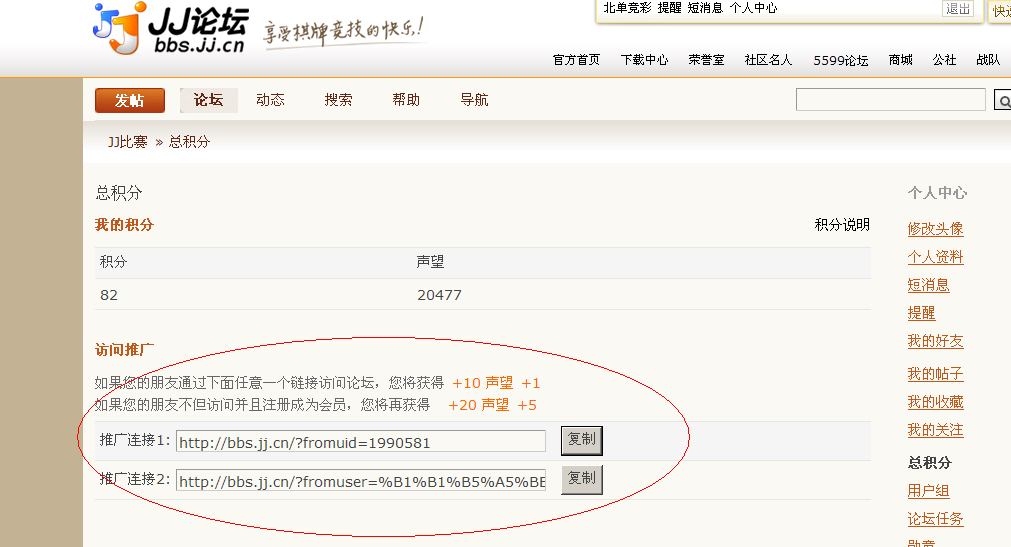 JJ论坛
bbs.jj.cn
享受棋牌竞技的快乐!
北单竞彩 提醒 短消息 个人中心 退出
官方首页 下载中心 荣誉室 社区名人 5599论坛 商城 公社 战队
发帖 论坛 动态 搜索 帮助 导航
JJ比赛 » 总积分
总积分
我的积分 积分说明
积分 声望
82 20477
访问推广
如果您的朋友通过下面任意一个链接访问论坛，您将获得 +10 声望 +1
如果您的朋友不但访问并且注册成为会员，您将再获得 +20 声望 +5
推广连接1: http://bbs.jj.cn/?fromuid=1990581 复制
推广连接2: http://bbs.jj.cn/?fromuser=%B1%B1%B5%A5%BE 复制
个人中心
修改头像
个人资料
短消息
提醒
我的好友
我的帖子
我的收藏
我的关注
总积分
用户组
论坛任务